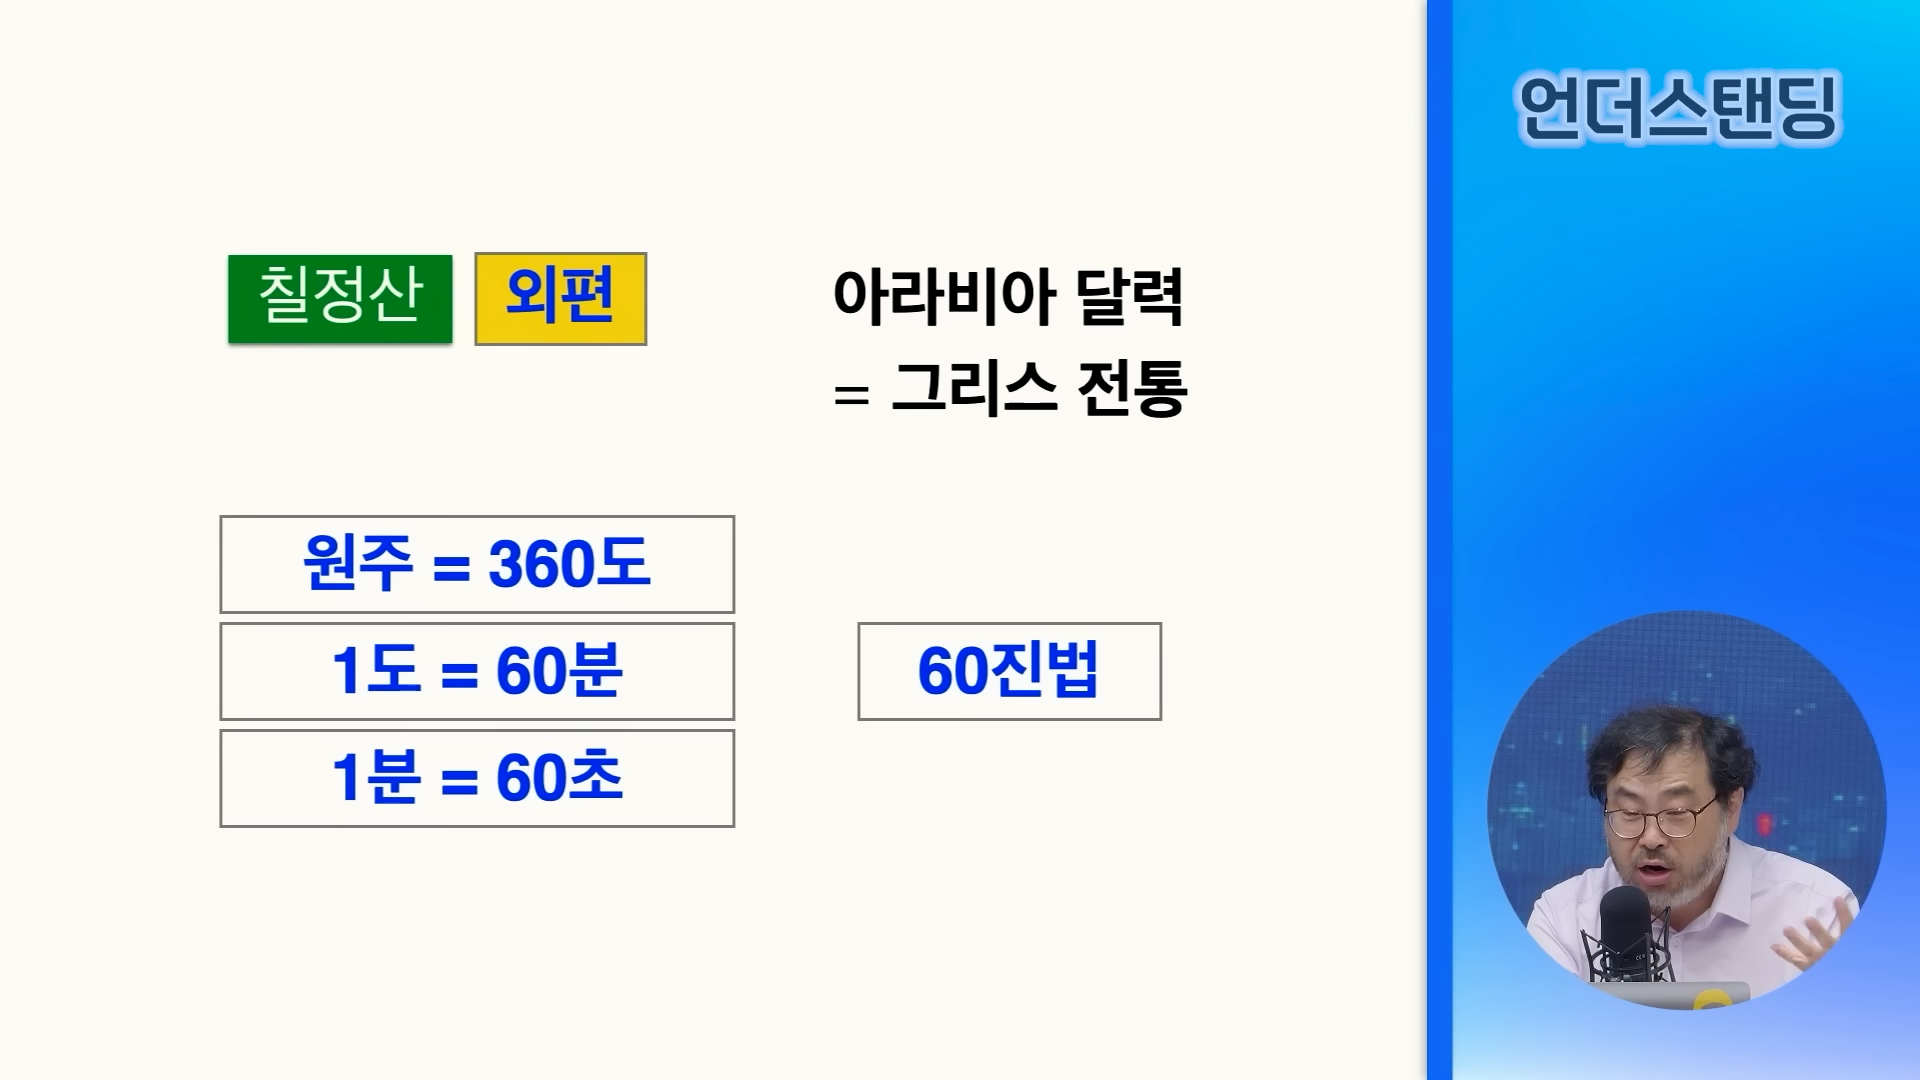 언더스탠딩
칠정산 외편
아라비아 달력
= 그리스 전통
원주 = 360도
1도 = 60분
1분 = 60초
60진법